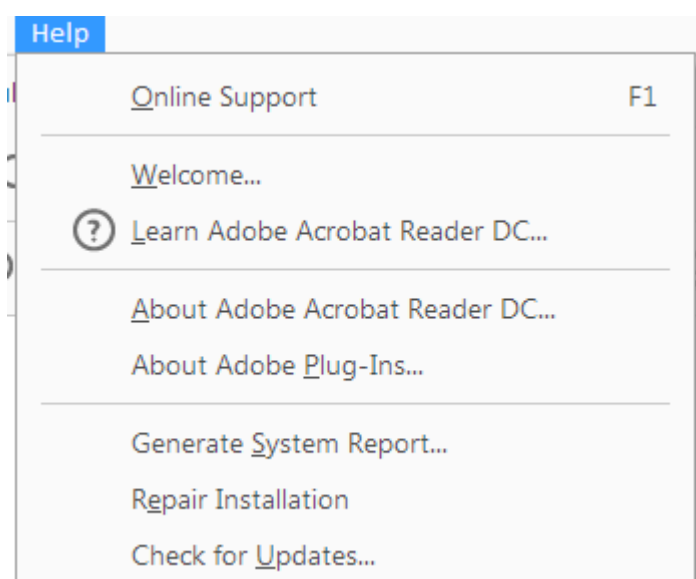 Help
Online Support F1
Welcome...
Learn Adobe Acrobat Reader DC...
About Adobe Acrobat Reader DC...
About Adobe Plug-Ins...
Generate System Report...
Repair Installation
Check for Updates...